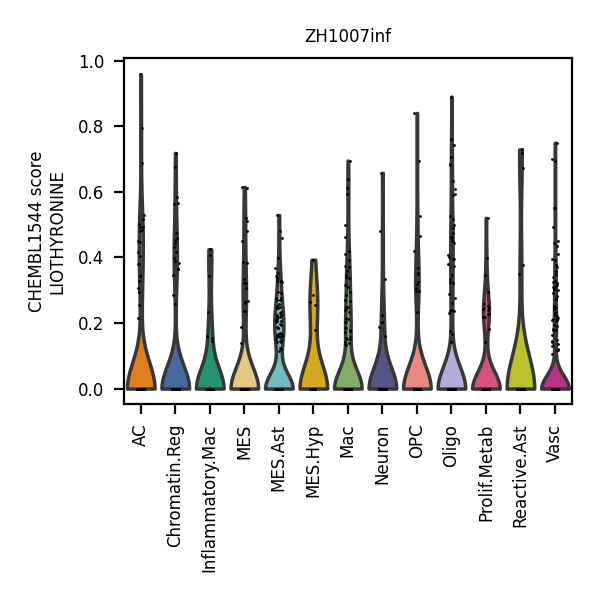 ZH1007inf
CHEMBL1544 score
LIOTHYRONINE
1.0
0.8
0.6
0.4
0.2
0.0
AC
Chromatin.Reg
Inflammatory.Mac
MES
MES.Ast
MES.Hyp
Mac
Neuron
OPC
Oligo
Prolif.Metab
Reactive.Ast
Vasc